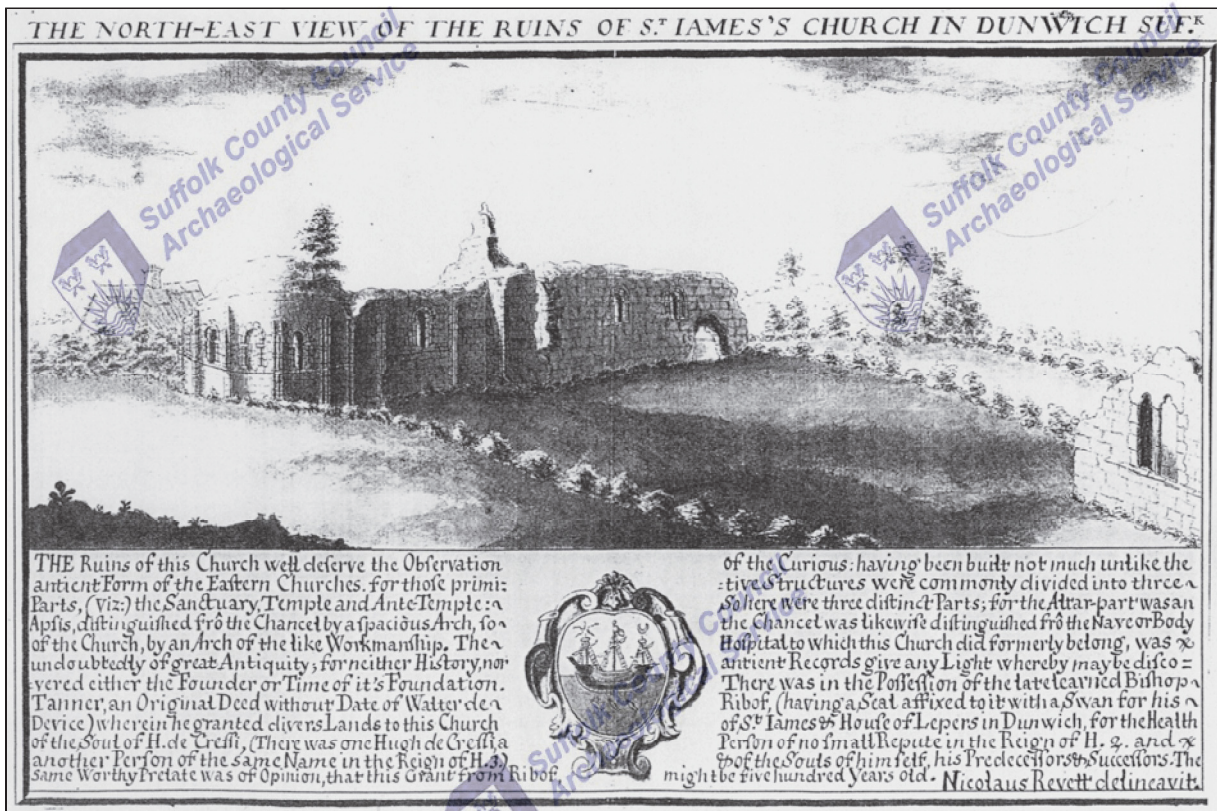 THE NORTH-EAST VIEW OF THE RUINS OF S.T IAMES'S CHURCH IN DUNWICH SUF.K
THE Ruins of this Church well deserve the Observation of the Curious: having been built not much unlike the
antient Form of the Eastern Churches. for those primi= =tive Structures were commonly divided into three
Parts, (Viz:) the Sanctuary, Temple and Ante-Temple: So here were three distinct Parts; for the Altar-part was an
Apsis, distinguished frō the Chancel by a spacious Arch, so the Chancel was likewise distinguished frō the Nave or Body
of the Church, by an Arch of the like Workmanship. The Hospital to which this Church did formerly belong, was
undoubtedly of great Antiquity; for neither History, nor antient Records give any Light whereby may be disco=
=vered either the Founder or Time of it's Foundation. There was in the Possession of the late learned Bishop
Tanner, an Original Deed without Date of Walter de Ribof, (having a Seal affixed to it with a Swan for his
Device) wherein he granted divers Lands to this Church of S.t Iames & House of Lepers in Dunwich, for the Health
of the Soul of H. de Cressi, (There was one Hugh de Cressi, a Person of no small Repute in the Reign of H. 2. and
another Person of the same Name in the Reign of H. 3.) & of the Souls of himself, his Predecessors & Successors. The
same Worthy Prelate was of Opinion, that this Grant from Ribof, might be five hundred Years old. Nicolaus Revett delineavit.
Suffolk County Council
Archaeological Service
Suffolk County Council
Archaeological Service
Suffolk County Council
Archaeological Service